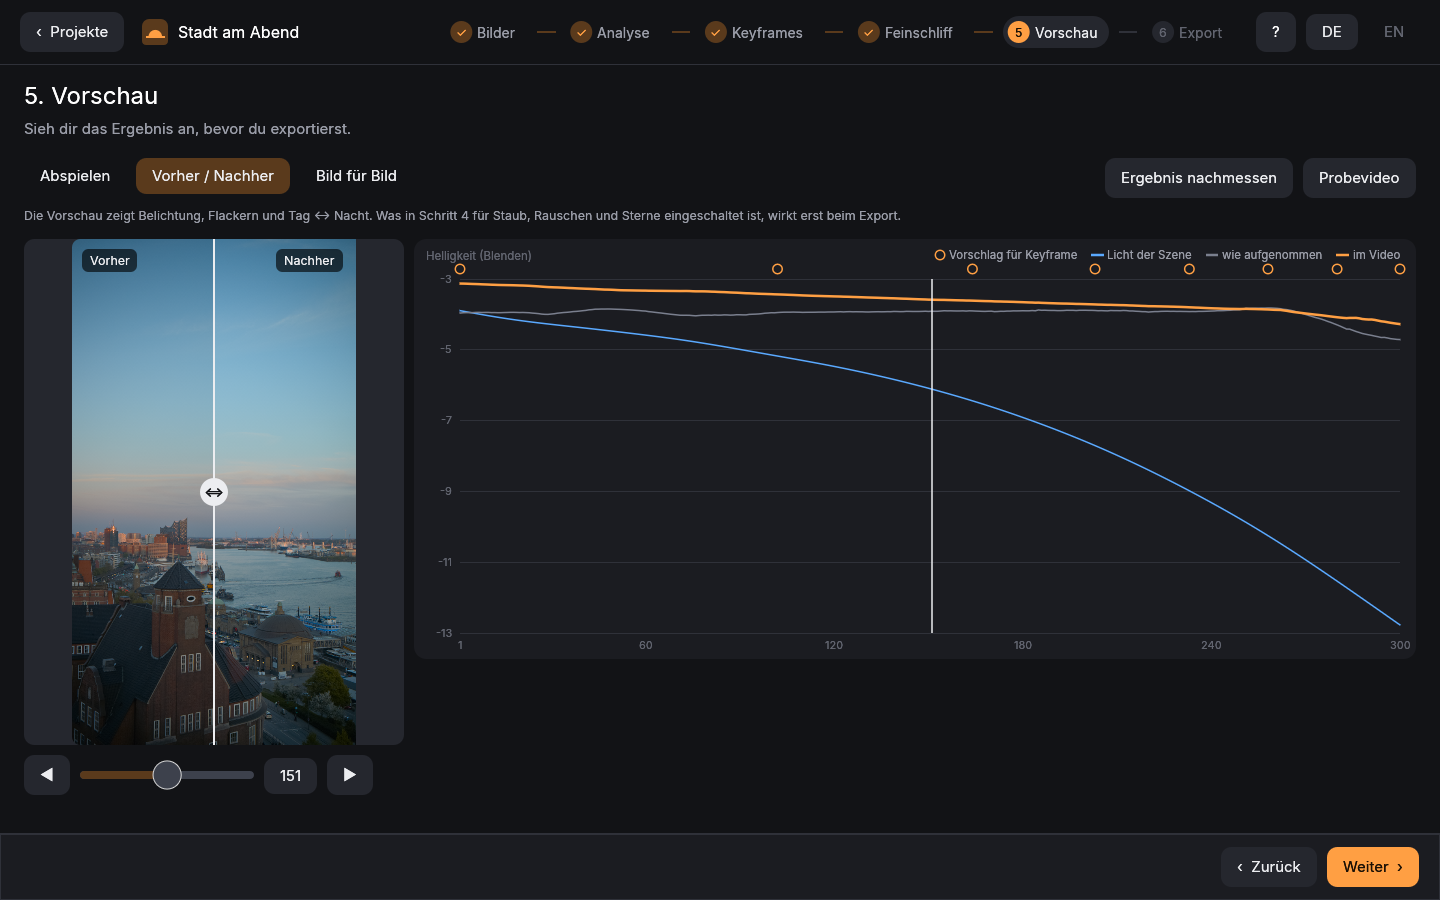 ‹ Projekte
Stadt am Abend
Bilder
Analyse
Keyframes
Feinschliff
5 Vorschau
6 Export
?
DE
EN
5. Vorschau
Sieh dir das Ergebnis an, bevor du exportierst.
Abspielen
Vorher / Nachher
Bild für Bild
Ergebnis nachmessen
Probevideo
Die Vorschau zeigt Belichtung, Flackern und Tag ↔ Nacht. Was in Schritt 4 für Staub, Rauschen und Sterne eingeschaltet ist, wirkt erst beim Export.
Vorher
Nachher
Helligkeit (Blenden)
Vorschlag für Keyframe
Licht der Szene
wie aufgenommen
im Video
-3
-5
-7
-9
-11
-13
1
60
120
180
240
300
151
‹ Zurück
Weiter ›